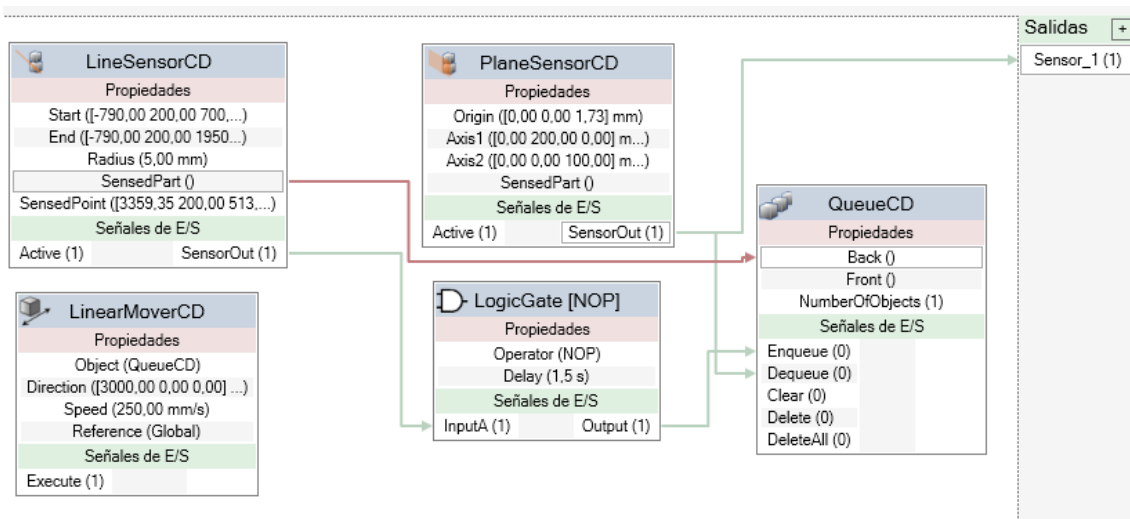 Salidas +
Sensor_1 (1)
LineSensorCD
Propiedades
Start ([-790,00 200,00 700,...)
End ([-790,00 200,00 1950...)
Radius (5,00 mm)
SensedPart ()
SensedPoint ([3359,35 200,00 513,...)
Señales de E/S
Active (1) SensorOut (1)
PlaneSensorCD
Propiedades
Origin ([0,00 0,00 1,73] mm)
Axis1 ([0,00 200,00 0,00] m...)
Axis2 ([0,00 0,00 100,00] m...)
SensedPart ()
Señales de E/S
Active (1) SensorOut (1)
QueueCD
Propiedades
Back ()
Front ()
NumberOfObjects (1)
Señales de E/S
Enqueue (0)
Dequeue (0)
Clear (0)
Delete (0)
DeleteAll (0)
LinearMoverCD
Propiedades
Object (QueueCD)
Direction ([3000,00 0,00 0,00] ...)
Speed (250,00 mm/s)
Reference (Global)
Señales de E/S
Execute (1)
LogicGate [NOP]
Propiedades
Operator (NOP)
Delay (1,5 s)
Señales de E/S
InputA (1) Output (1)